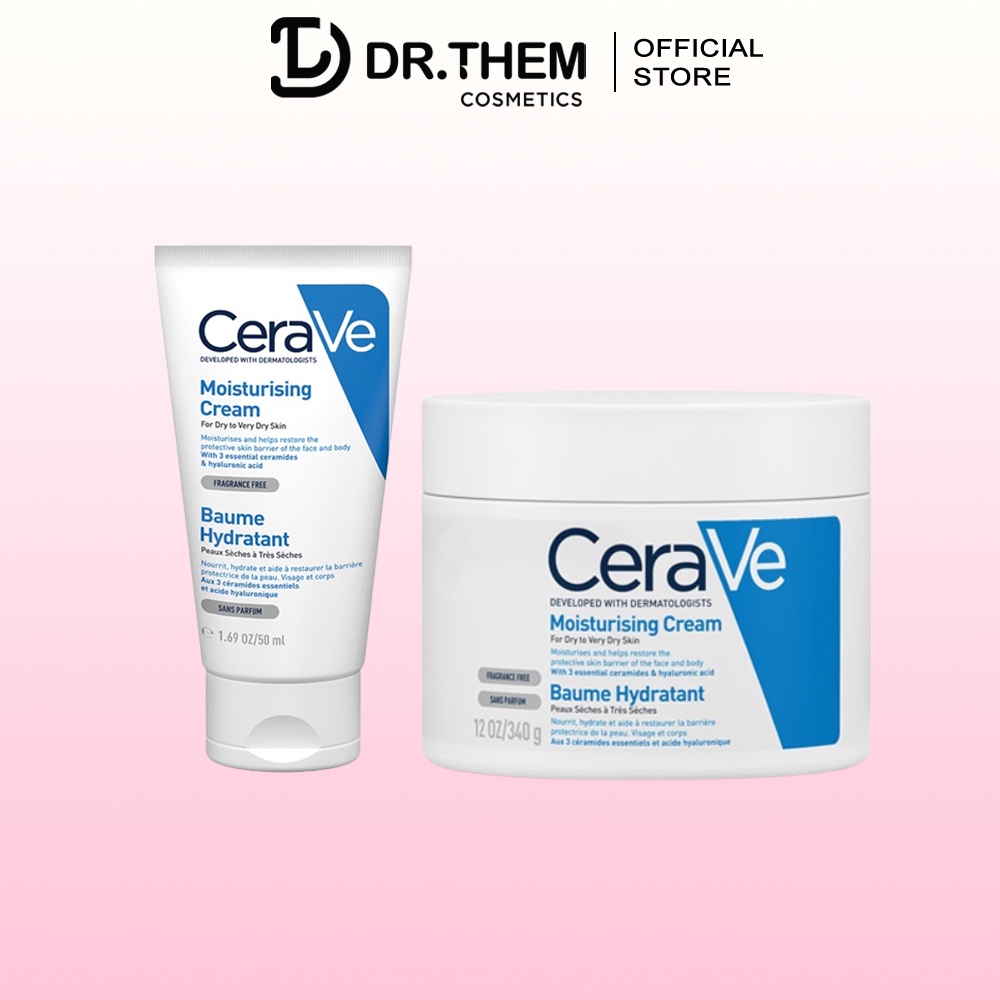 DR.THEM
COSMETICS
OFFICIAL
STORE
CeraVe
DEVELOPED WITH DERMATOLOGISTS
Moisturising
Cream
For Dry to Very Dry Skin
Moisturises and helps restore the
protective skin barrier of the face and body
With 3 essential ceramides
& hyaluronic acid
FRAGRANCE FREE
Baume
Hydratant
Peaux Sèches à Très Sèches
Nourrit, hydrate et aide à restaurer la barrière
protectrice de la peau. Visage et corps
Aux 3 céramides essentiels
et acide hyaluronique
SANS PARFUM
1.69 OZ/50 ml
CeraVe
DEVELOPED WITH DERMATOLOGISTS
Moisturising Cream
For Dry to Very Dry Skin
Moisturises and helps restore the
protective skin barrier of the face and body
With 3 essential ceramides & hyaluronic acid
FRAGRANCE FREE
SANS PARFUM
12 OZ/340 g
Baume Hydratant
Peaux Sèches à Très Sèches
Nourrit, hydrate et aide à restaurer la barrière
protectrice de la peau. Visage et corps
Aux 3 céramides essentiels et acide hyaluronique